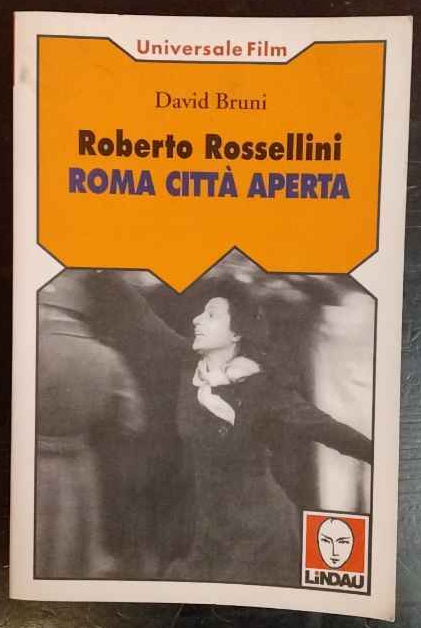 Universale Film
David Bruni
Roberto Rossellini
ROMA CITTÀ APERTA
LiNDAU